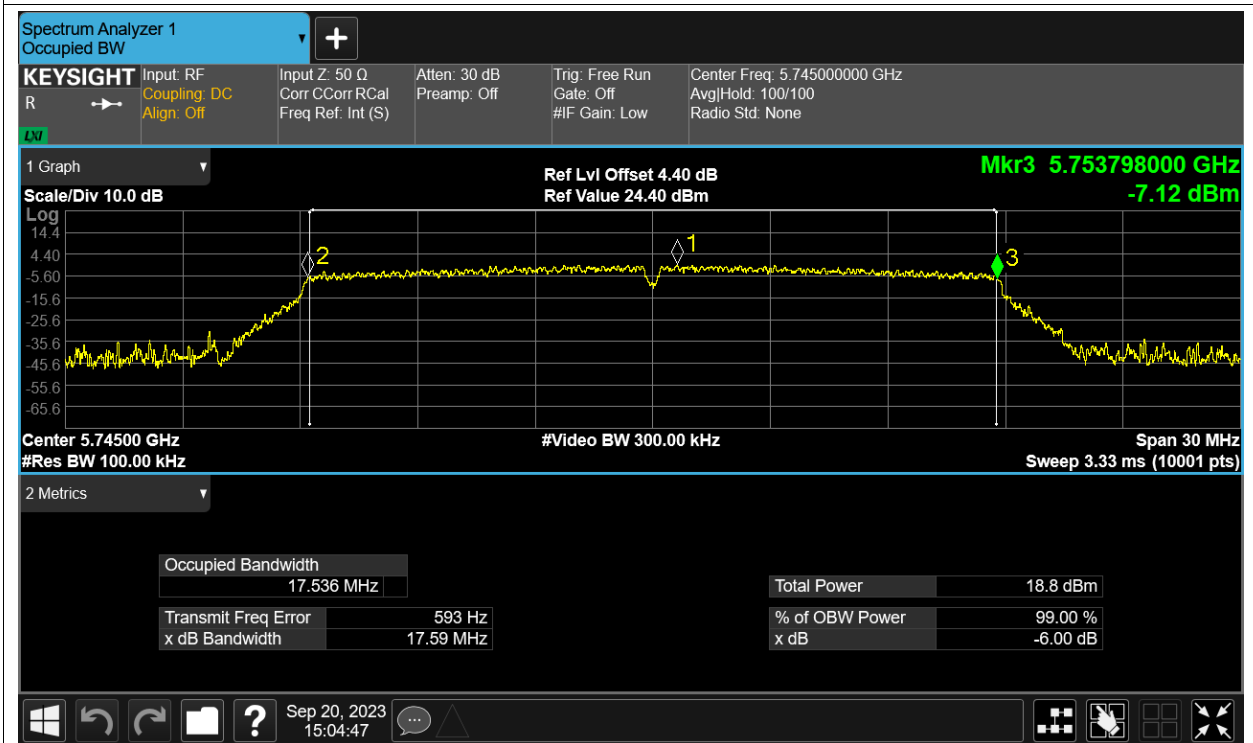 Spectrum Analyzer 1
Occupied BW
KEYSIGHT
R
LXI
Input: RF
Coupling: DC
Align: Off
Input Z: 50 Ω
Corr CCorr RCal
Freq Ref: Int (S)
Atten: 30 dB
Preamp: Off
Trig: Free Run
Gate: Off
#IF Gain: Low
Center Freq: 5.745000000 GHz
Avg|Hold: 100/100
Radio Std: None
1 Graph
Scale/Div 10.0 dB
Ref Lvl Offset 4.40 dB
Ref Value 24.40 dBm
Mkr3 5.753798000 GHz
-7.12 dBm
Log
14.4
4.40
-5.60
-15.6
-25.6
-35.6
-45.6
-55.6
-65.6
2
1
3
Center 5.74500 GHz
#Video BW 300.00 kHz
Span 30 MHz
#Res BW 100.00 kHz
Sweep 3.33 ms (10001 pts)
2 Metrics
Occupied Bandwidth
17.536 MHz
Total Power 18.8 dBm
Transmit Freq Error 593 Hz
% of OBW Power 99.00 %
x dB Bandwidth 17.59 MHz
x dB -6.00 dB
?
Sep 20, 2023
15:04:47